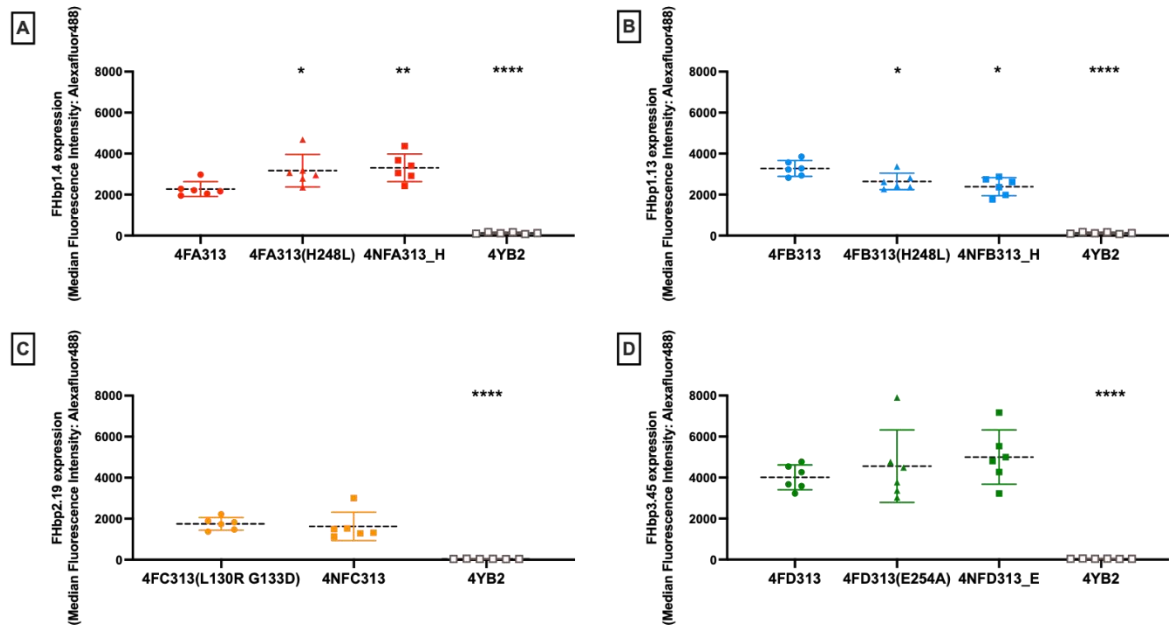 A
FHbp1.4 expression
(Median Fluorescence Intensity: Alexafluor488)
8000
6000
4000
2000
0
* ** ****
4FA313 4FA313(H248L) 4NFA313_H 4YB2
B
FHbp1.13 expression
(Median Fluorescence Intensity: Alexafluor488)
8000
6000
4000
2000
0
* * ****
4FB313 4FB313(H248L) 4NFB313_H 4YB2
C
FHbp2.19 expression
(Median Fluorescence Intensity: Alexafluor488)
8000
6000
4000
2000
0
****
4FC313(L130R G133D) 4NFC313 4YB2
D
FHbp3.45 expression
(Median Fluorescence Intensity: Alexafluor488)
8000
6000
4000
2000
0
****
4FD313 4FD313(E254A) 4NFD313_E 4YB2